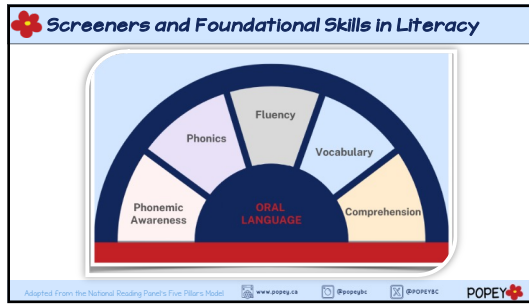 Screeners and Foundational Skills in Literacy
Fluency
Phonics
Vocabulary
Phonemic
Awareness
ORAL
LANGUAGE
Comprehension
Adapted from the National Reading Panel's Five Pillars Model
www.popey.ca
@popeybc
@POPEYBC
POPEY